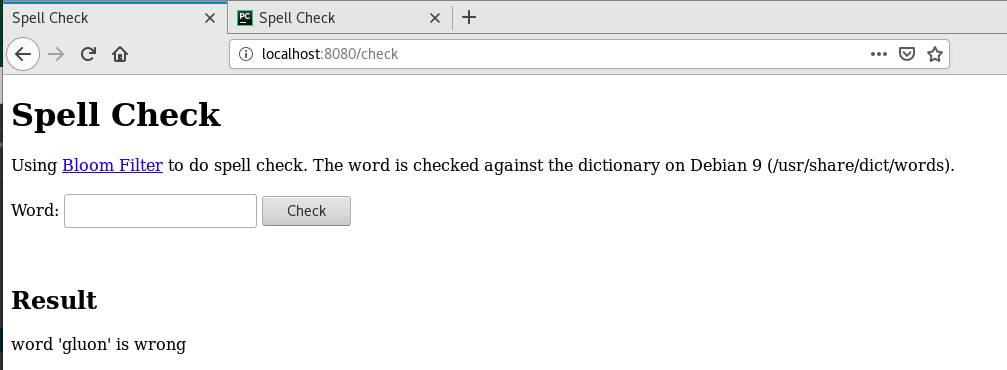 Spell Check
PC Spell Check
localhost:8080/check
Spell Check
Using Bloom Filter to do spell check. The word is checked against the dictionary on Debian 9 (/usr/share/dict/words).
Word: Check
Result
word 'gluon' is wrong